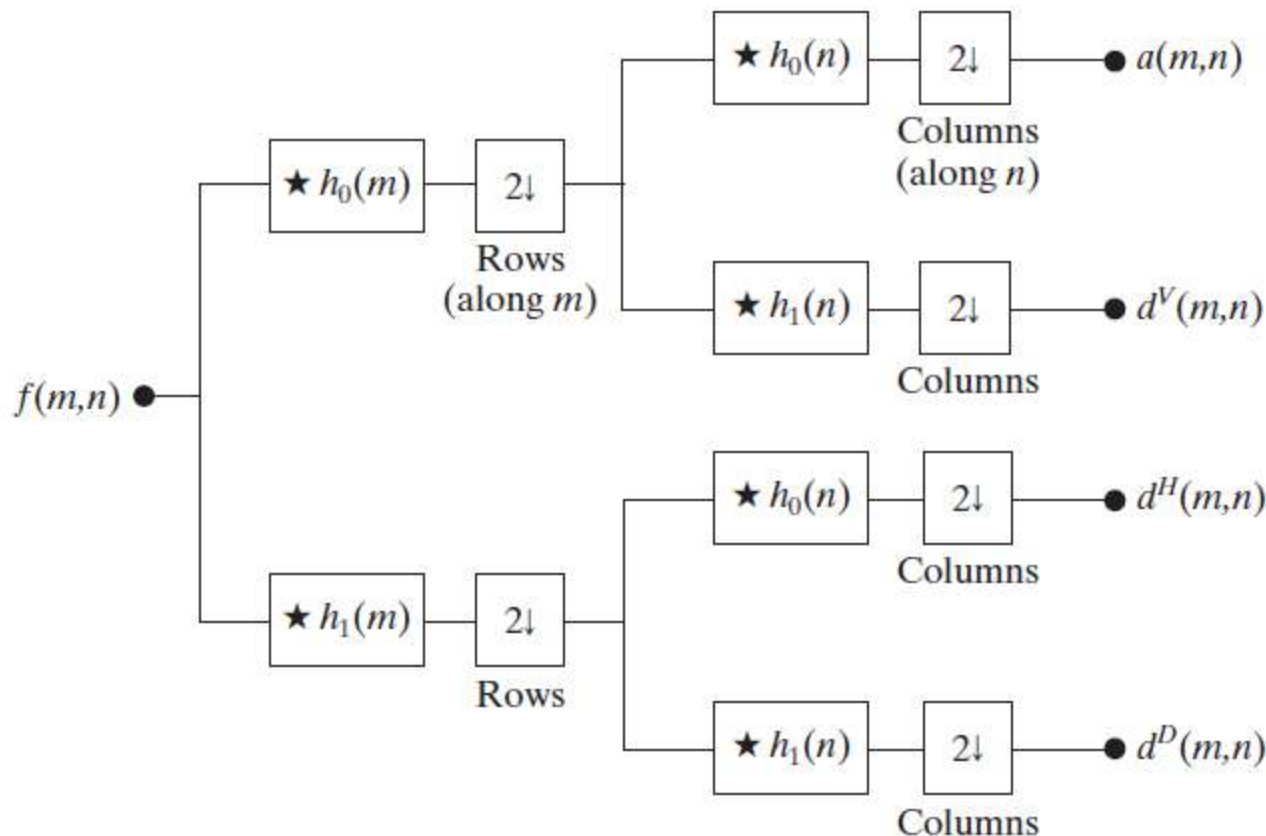 ★ h₀(n)
2↓
a(m,n)
Columns
(along n)
★ h₀(m)
2↓
Rows
(along m)
★ h₁(n)
2↓
dⱽ(m,n)
Columns
f(m,n)
★ h₀(n)
2↓
dᴴ(m,n)
Columns
★ h₁(m)
2↓
Rows
★ h₁(n)
2↓
dᴰ(m,n)
Columns